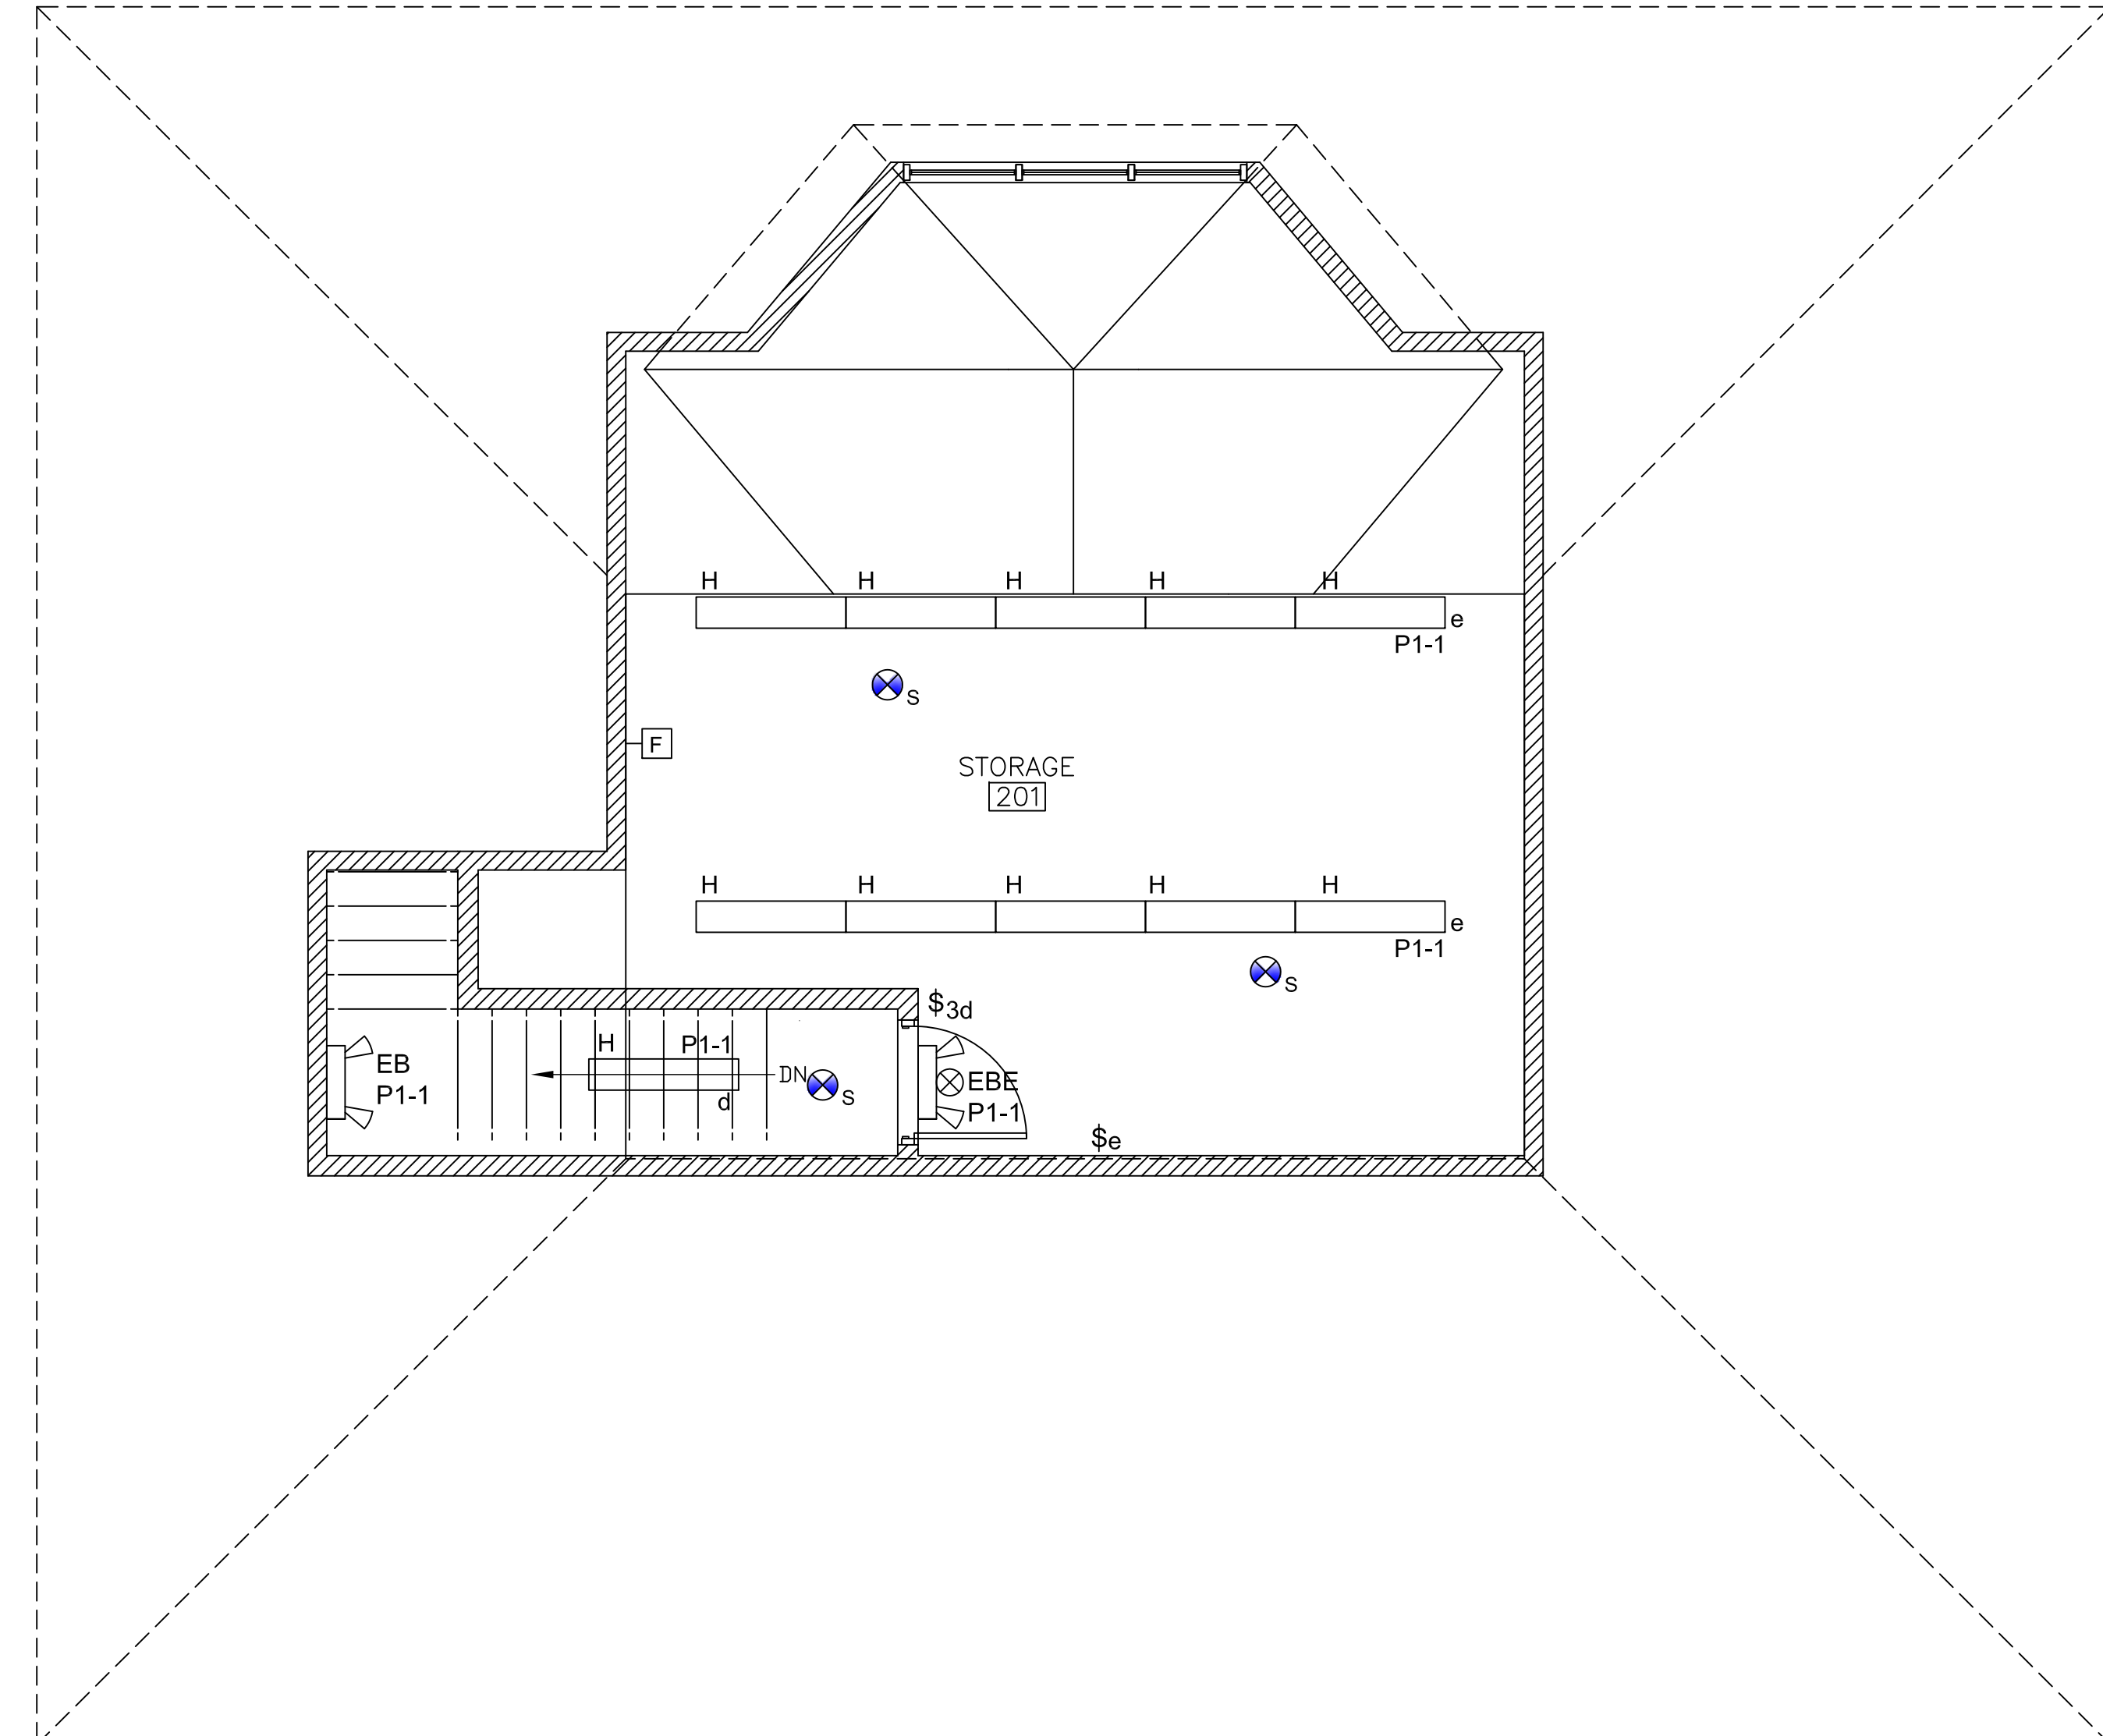 H H H H H
e
P1-1
S
F
STORAGE
201
H H H H H
e
P1-1
S
$3d
H P1-1
EB
P1-1
DN
S
d
EBE
P1-1
$e